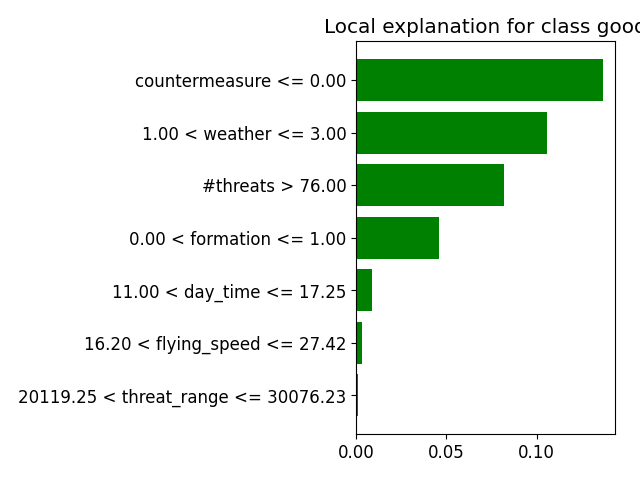 Local explanation for class good
countermeasure <= 0.00
1.00 < weather <= 3.00
#threats > 76.00
0.00 < formation <= 1.00
11.00 < day_time <= 17.25
16.20 < flying_speed <= 27.42
20119.25 < threat_range <= 30076.23
0.00 0.05 0.10